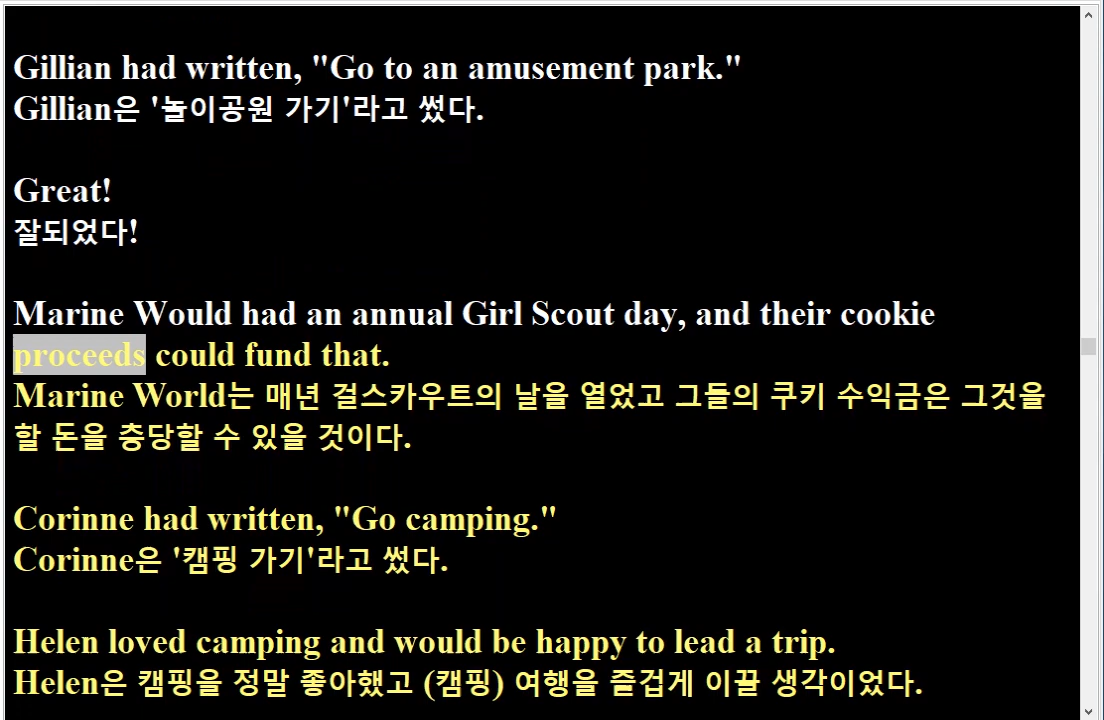 Gillian had written, "Go to an amusement park."
Gillian은 '놀이공원 가기'라고 썼다.
Great!
잘되었다!
Marine Would had an annual Girl Scout day, and their cookie
proceeds could fund that.
Marine World는 매년 걸스카우트의 날을 열었고 그들의 쿠키 수익금은 그것을
할 돈을 충당할 수 있을 것이다.
Corinne had written, "Go camping."
Corinne은 '캠핑 가기'라고 썼다.
Helen loved camping and would be happy to lead a trip.
Helen은 캠핑을 정말 좋아했고 (캠핑) 여행을 즐겁게 이끌 생각이었다.